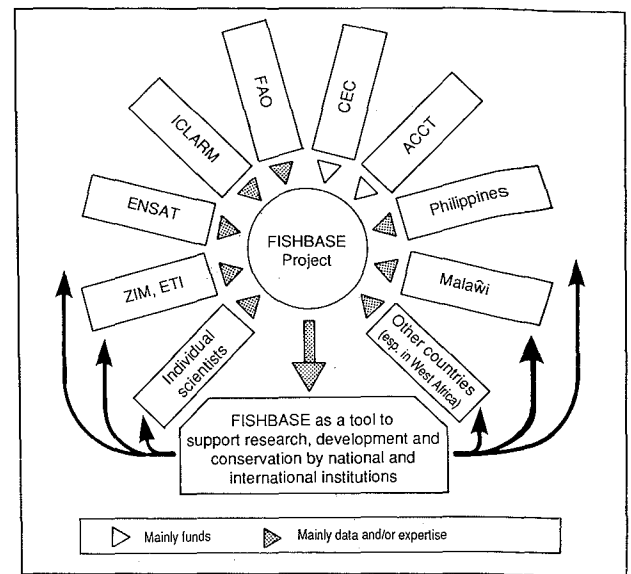 FAO
CEC
ICLARM
ACCT
ENSAT
Philippines
ZIM, ETI
Malaŵi
Individual
scientists
Other countries
(esp. in West Africa)
FISHBASE
Project
FISHBASE as a tool to
support research, development and
conservation by national and
international institutions
Mainly funds
Mainly data and/or expertise